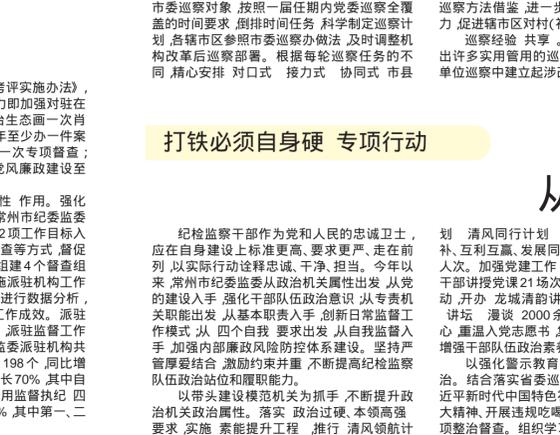 考评实施办法》,
力即加强对驻在
治生态画一次肖
年至少办一件案
一次专项督查;
党风廉政建设至
性 作用。强化
常州市纪委监委
2项工作目标入
查等方式,督促
组建4个督查组
施派驻机构工作
进行数据分析,
工作成效。派驻
,派驻监督工作
监委派驻机构共
198个,同比增
长70%,其中自
用监督执纪 四
%,其中第一、二
市委巡察对象,按照一届任期内党委巡察全覆
盖的时间要求,倒排时间任务,科学制定巡察计
划,各辖市区参照市委巡察办做法,及时调整机
构改革后巡察部署。根据每轮巡察任务的不
同,精心安排 对口式 接力式 协同式 市县
打铁必须自身硬 专项行动
纪检监察干部作为党和人民的忠诚卫士,
应在自身建设上标准更高、要求更严、走在前
列,以实际行动诠释忠诚、干净、担当。今年以
来,常州市纪委监委从政治机关属性出发,从党
的建设入手,强化干部队伍政治意识;从专责机
关职能出发,从基本职责入手,创新日常监督工
作模式;从 四个自我 要求出发,从自我监督入
手,加强内部廉政风险防控体系建设。坚持严
管厚爱结合,激励约束并重,不断提高纪检监察
队伍政治站位和履职能力。
以带头建设模范机关为抓手,不断提升政
治机关政治属性。落实 政治过硬、本领高强
要求,实施 素能提升工程 ,推行 清风领航计
巡察方法借鉴,进一步
力,促进辖市区对村(社
巡察经验 共享 。
出许多实用管用的巡
单位巡察中建立起涉
从
划 清风同行计划
补、互利互赢、发展同
人次。加强党建工作
干部讲授党课21场次
动,开办 龙城清韵讲
讲坛 漫谈 2000余
心,重温入党志愿书,
增强干部队伍政治素
以强化警示教育
治。结合落实省委巡
近平新时代中国特色
大精神、开展违规吃喝
项整治督查。组织学